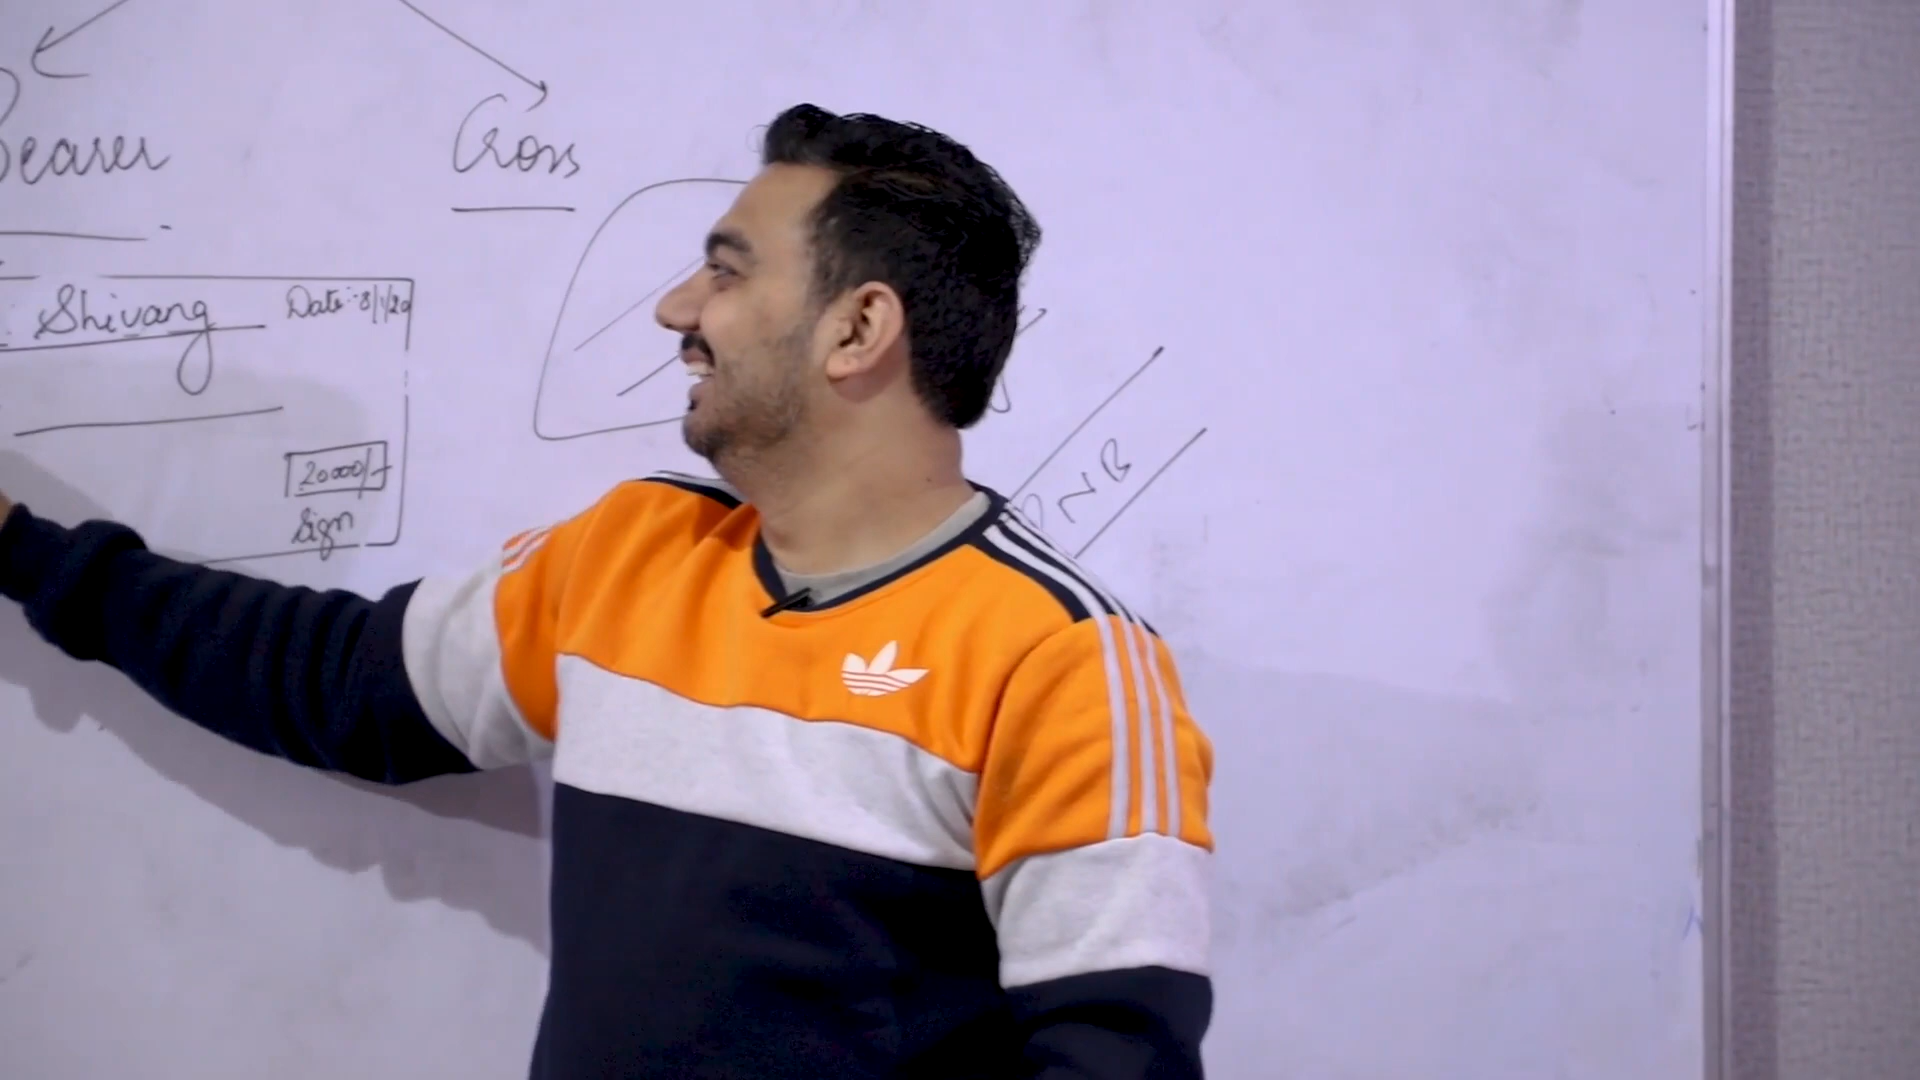 Bearer
Cross
Shivang
Date:-8/1/20
20000/-
Sign
PNB